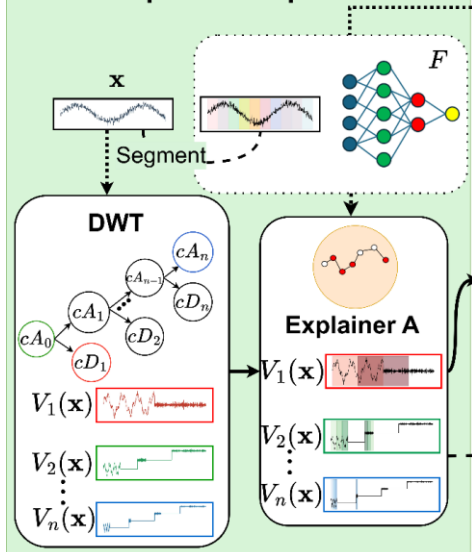 x
F
Segment
DWT
cA_n
cA_{n-1}
cA_1
cD_n
cA_0
cD_2
cD_1
V_1(x)
V_2(x)
V_n(x)
Explainer A
V_1(x)
V_2(x)
V_n(x)